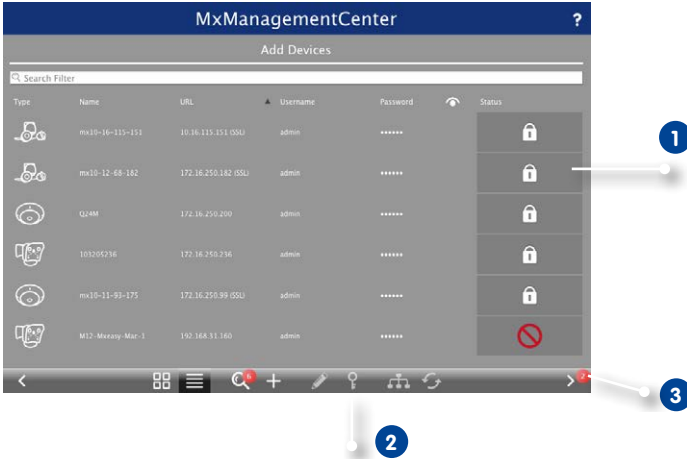 MxManagementCenter ?
Add Devices
Search Filter
Type Name URL Username Password Status
mx10-16-115-151 10.16.115.151 (SSL) admin ••••••
mx10-12-68-182 172.16.250.182 (SSL) admin ••••••
Q24M 172.16.250.200 admin ••••••
103205236 172.16.250.236 admin ••••••
mx10-11-93-175 172.16.250.99 (SSL) admin ••••••
M12-Mxeasy-Mar-1 192.168.31.160 admin ••••••
6 2
1
2
3